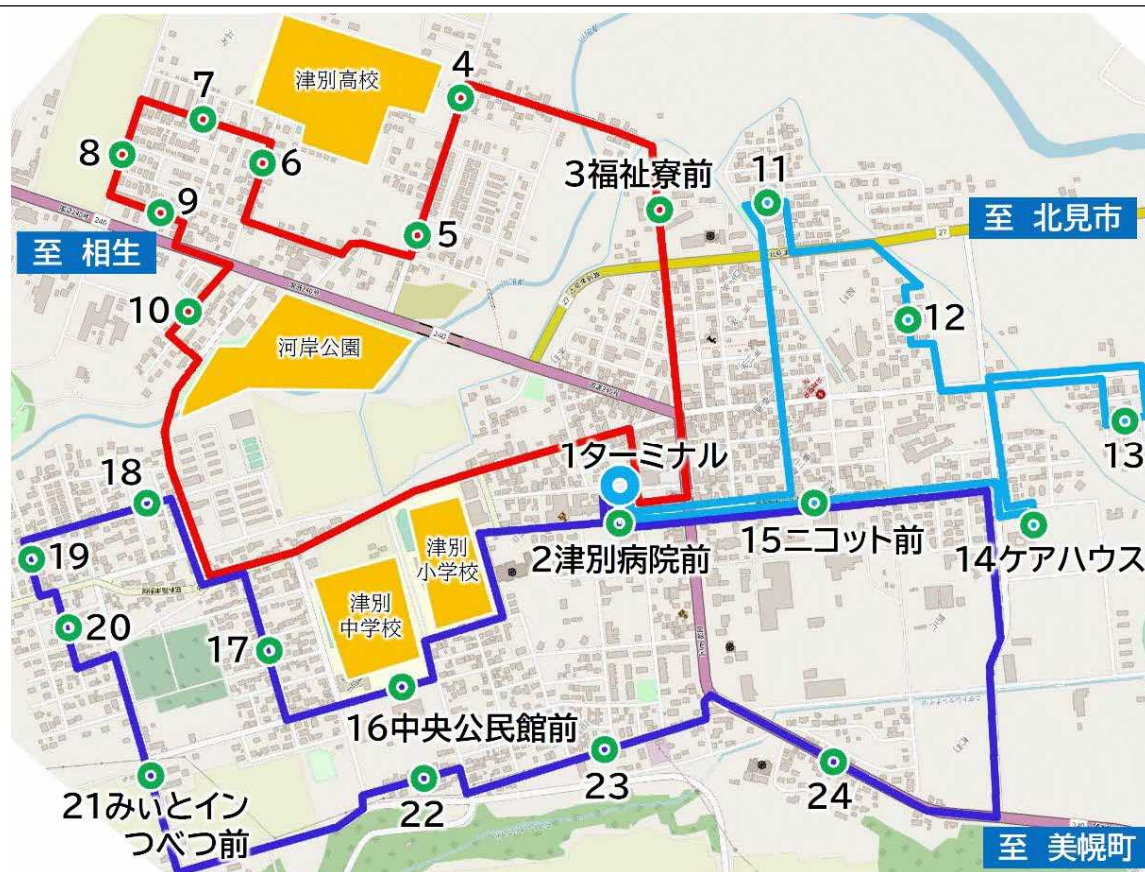 4
津別高校
7
8
6
3福祉寮前
11
9
至 北見市
27
5
至 相生
240
10
27
12
河岸公園
240
13
1ターミナル
18
2津別病院前
15ニコット前
14ケアハウス
津別
小学校
19
津別
中学校
20
17
16中央公民館前
21みぃとイン
つべつ前
22
23
24
240
至 美幌町